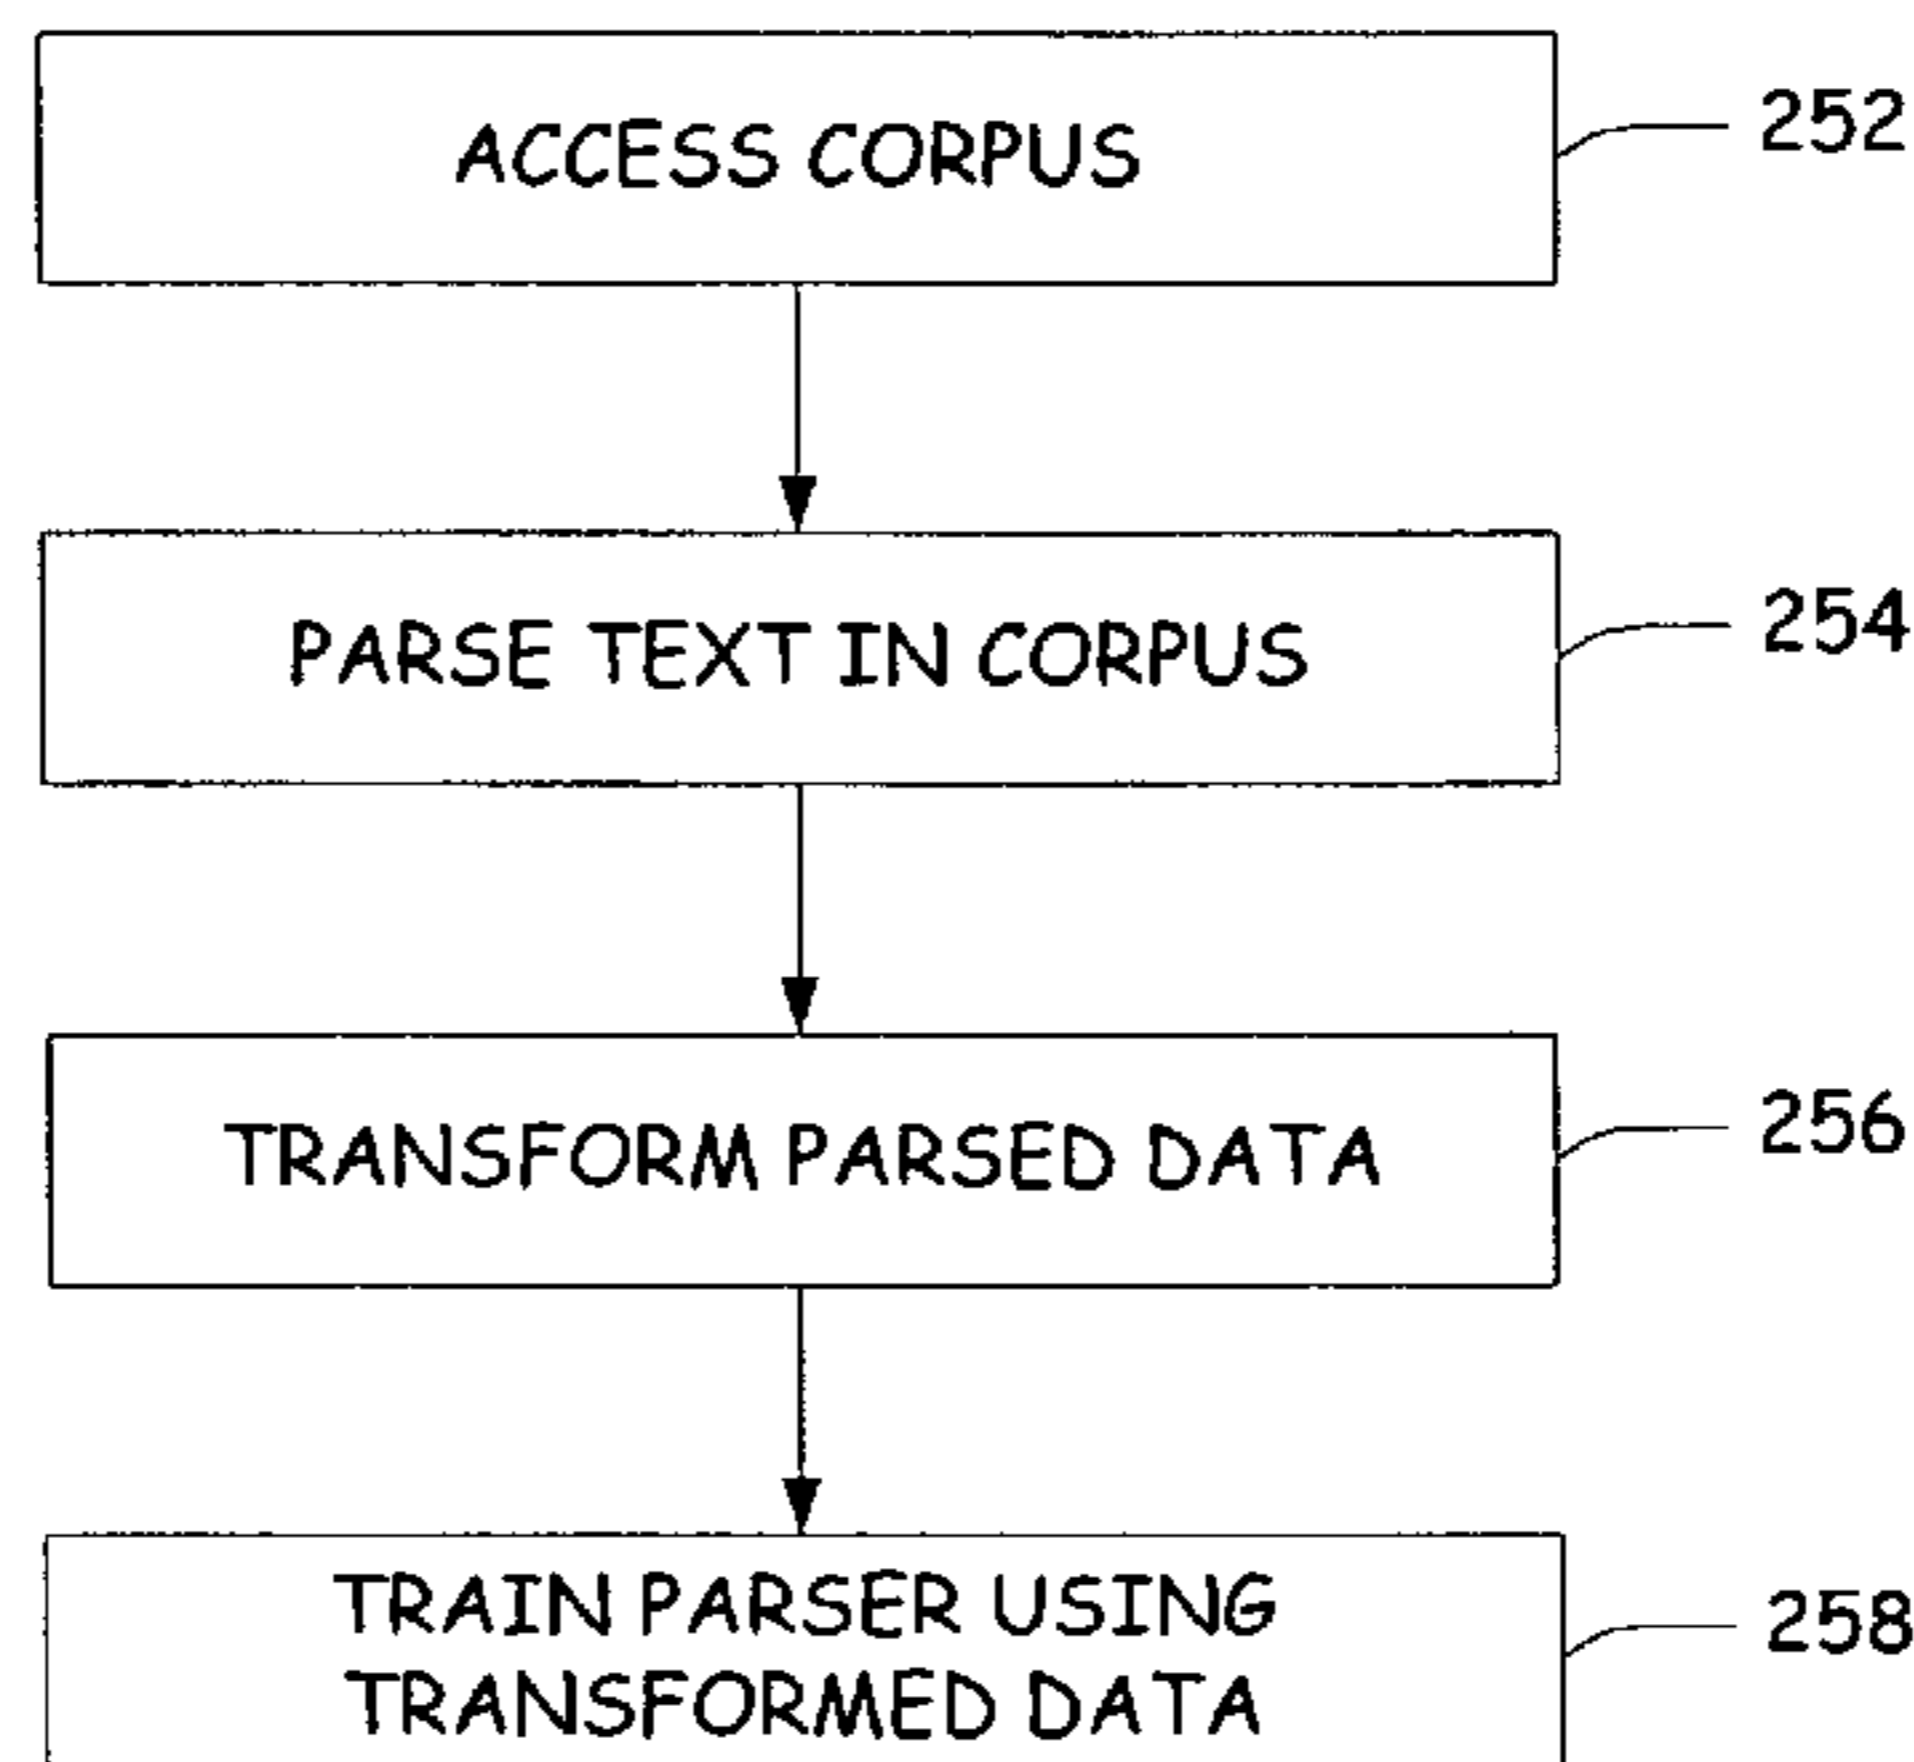 ACCESS CORPUS
252
PARSE TEXT IN CORPUS
254
TRANSFORM PARSED DATA
256
TRAIN PARSER USING
TRANSFORMED DATA
258